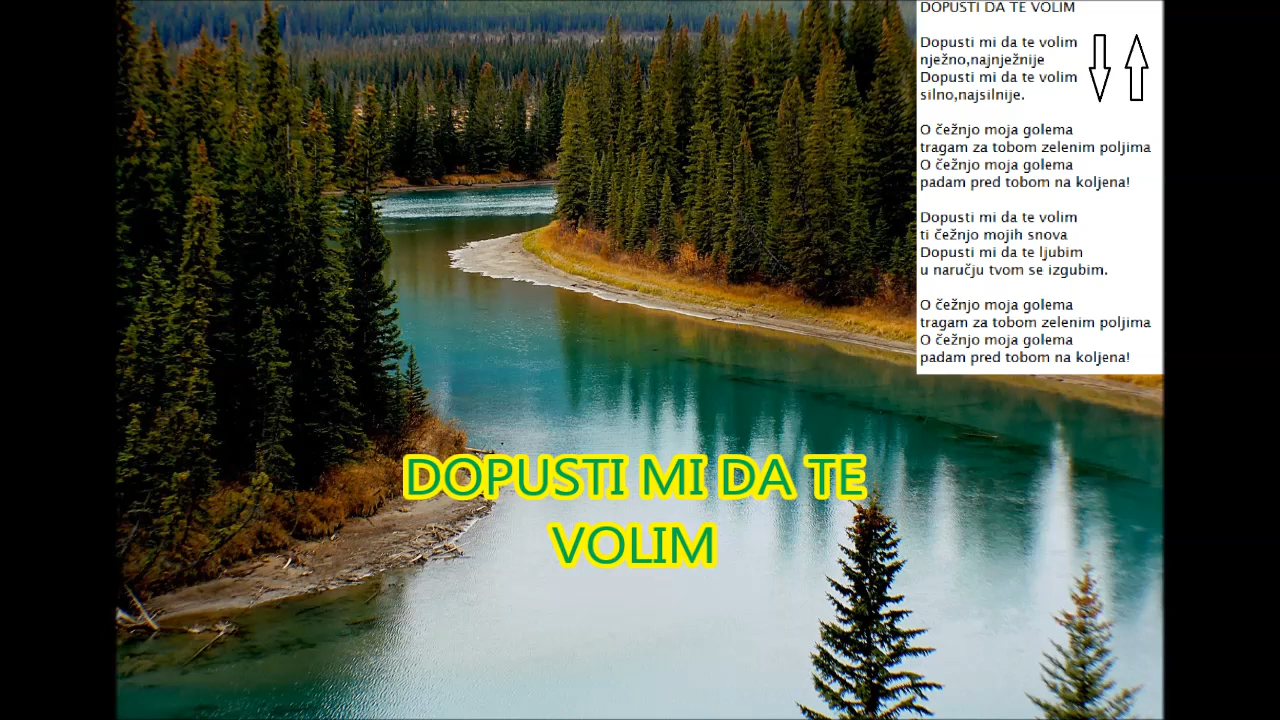 DOPUSTI DA TE VOLIM
Dopusti mi da te volim
nježno,najnježnije
Dopusti mi da te volim
silno,najsilnije.
O čežnjo moja golema
tragam za tobom zelenim poljima
O čežnjo moja golema
padam pred tobom na koljena!
Dopusti mi da te volim
ti čežnjo mojih snova
Dopusti mi da te ljubim
u naručju tvom se izgubim.
O čežnjo moja golema
tragam za tobom zelenim poljima
O čežnjo moja golema
padam pred tobom na koljena!
DOPUSTI MI DA TE
VOLIM